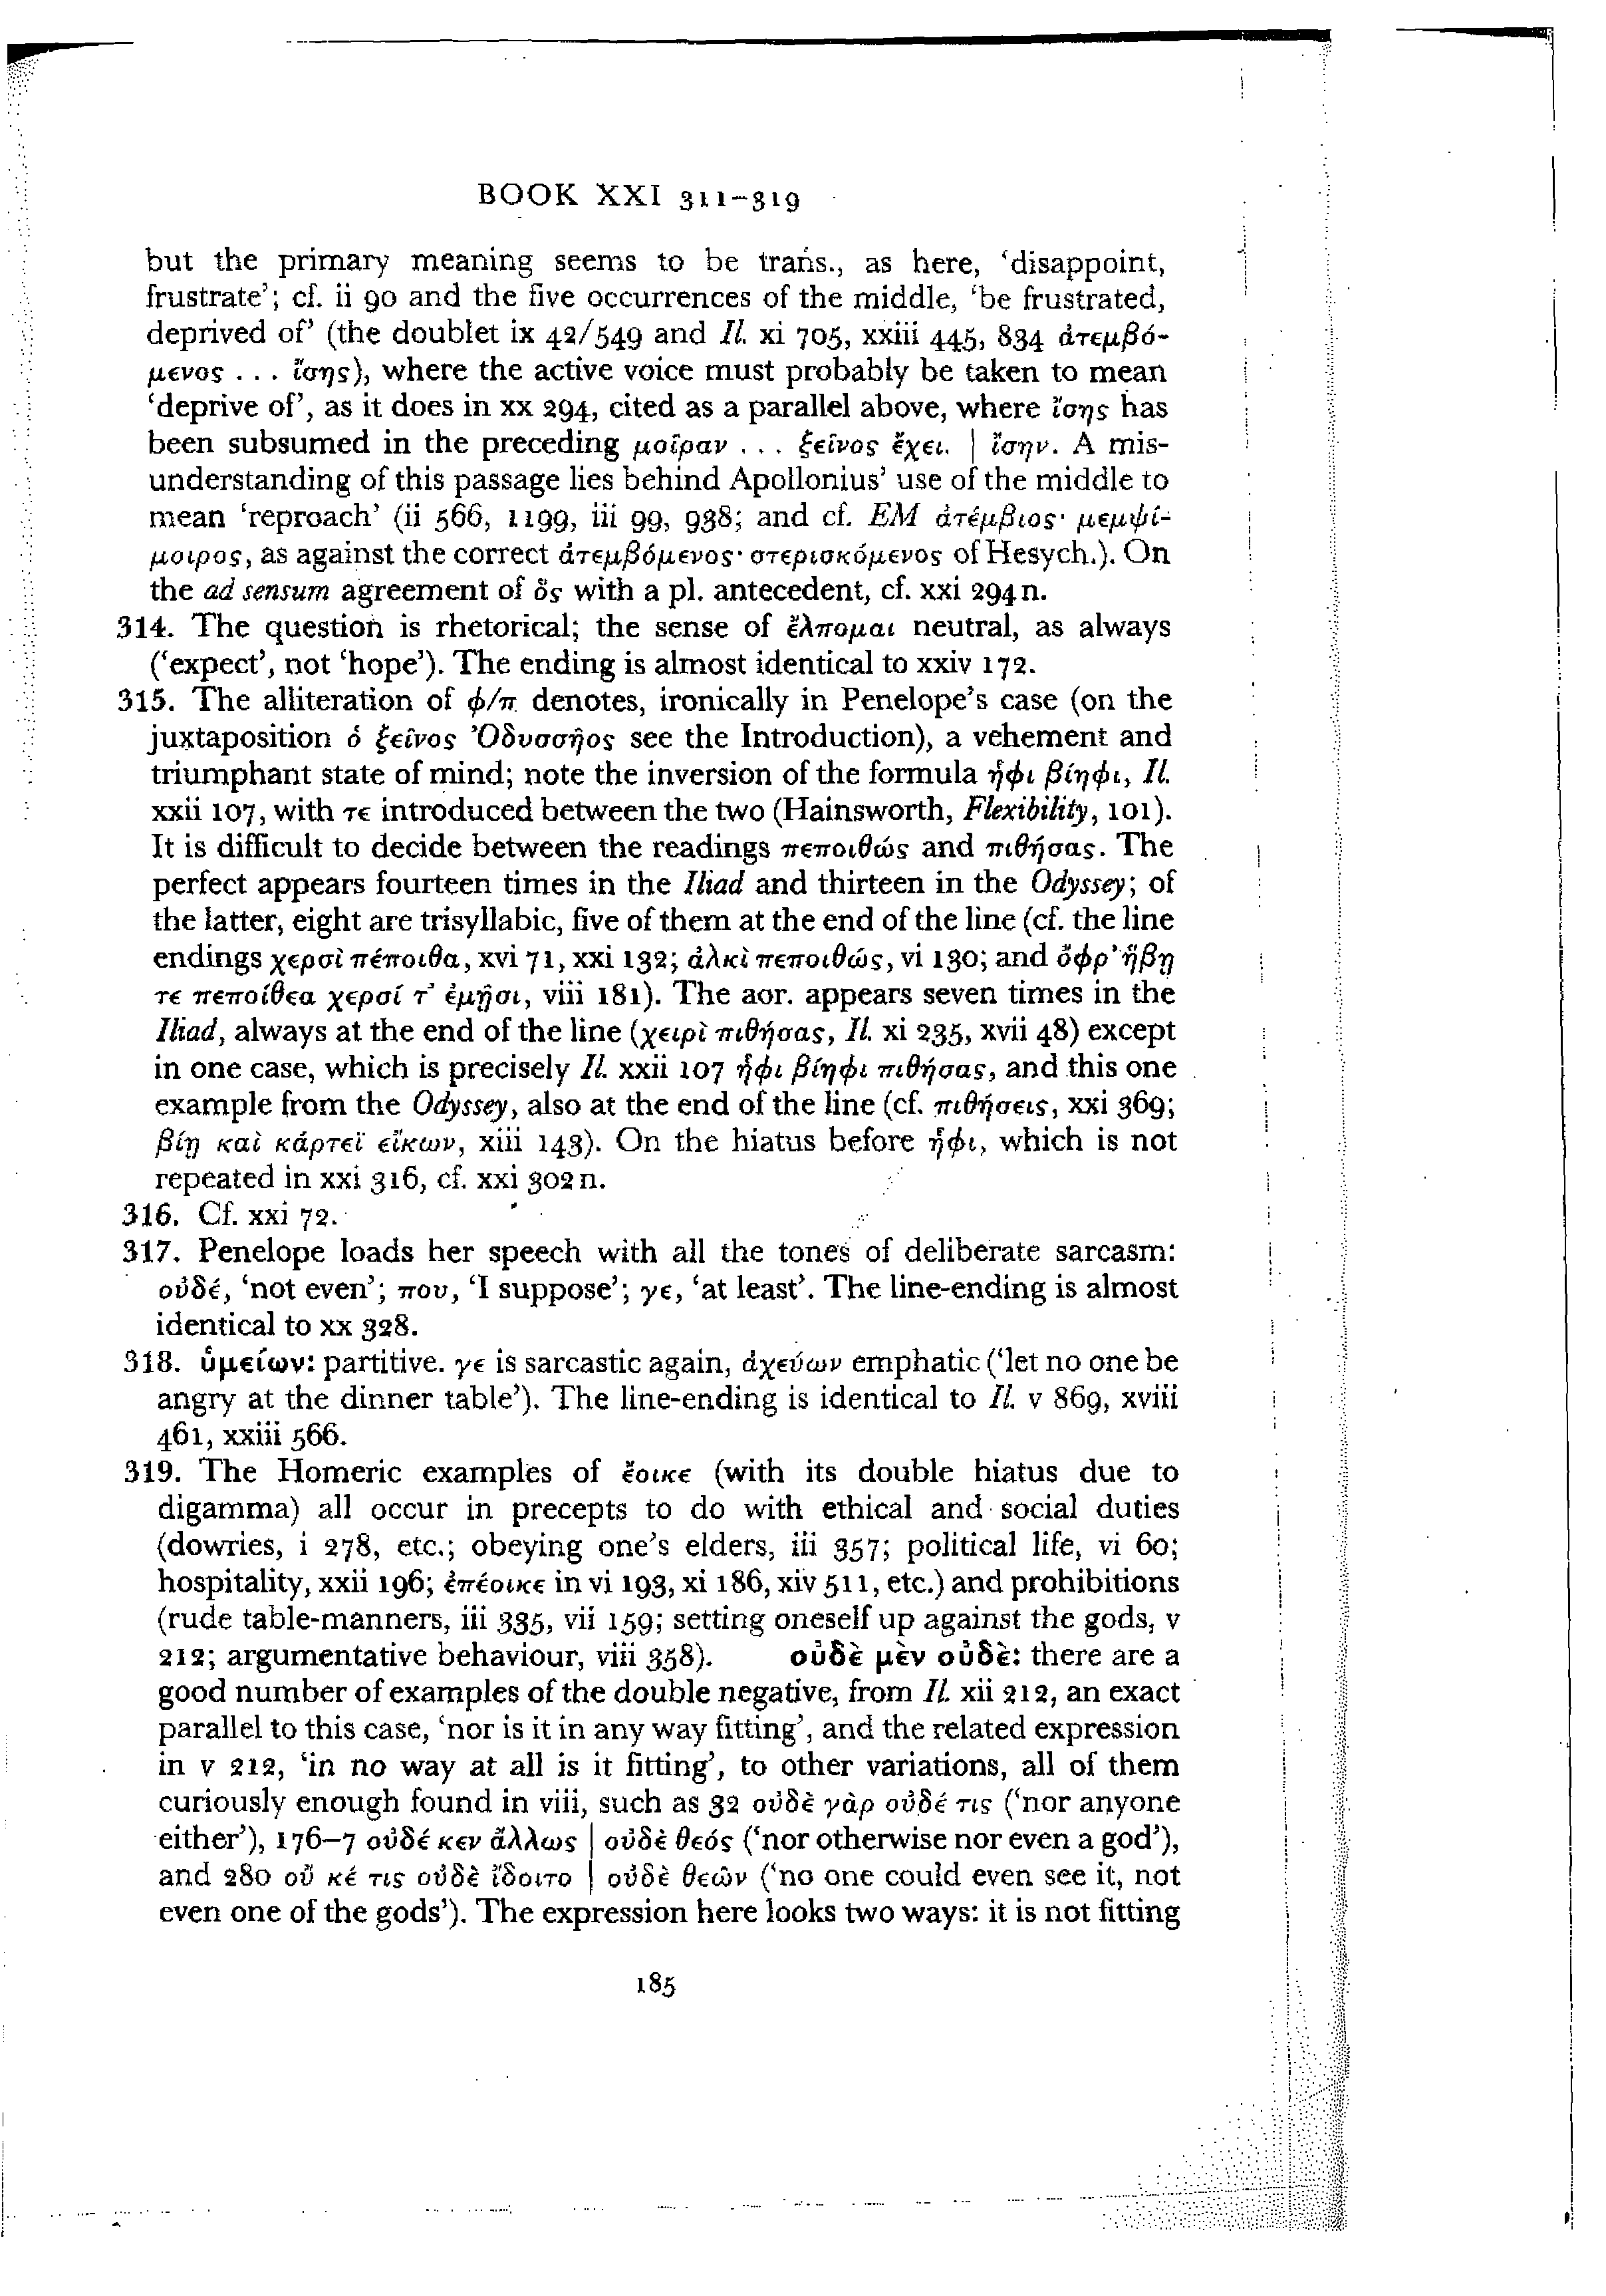 BOOK XXI 311–319
but the primary meaning seems to be trans., as here, ‘disappoint,
frustrate’; cf. ii 90 and the five occurrences of the middle, ‘be frustrated,
deprived of’ (the doublet ix 42/549 and Il. xi 705, xxiii 445, 834 ἀτεμβό-
μενος . . . ἴσης), where the active voice must probably be taken to mean
‘deprive of’, as it does in xx 294, cited as a parallel above, where ἴσης has
been subsumed in the preceding μοῖραν . . . ξεῖνος ἔχει. | ἴσην. A mis-
understanding of this passage lies behind Apollonius’ use of the middle to
mean ‘reproach’ (ii 566, 1199, iii 99, 938; and cf. EM ἀτέμβιος· μεμψί-
μοιρος, as against the correct ἀτεμβόμενος· στερισκόμενος of Hesych.). On
the ad sensum agreement of ὅς with a pl. antecedent, cf. xxi 294 n.
314. The question is rhetorical; the sense of ἔλπομαι neutral, as always
(‘expect’, not ‘hope’). The ending is almost identical to xxiv 172.
315. The alliteration of φ/π denotes, ironically in Penelope’s case (on the
juxtaposition ὁ ξεῖνος Ὀδυσσῆος see the Introduction), a vehement and
triumphant state of mind; note the inversion of the formula ἧφι βίηφι, Il.
xxii 107, with τε introduced between the two (Hainsworth, Flexibility, 101).
It is difficult to decide between the readings πεποιθώς and πιθήσας. The
perfect appears fourteen times in the Iliad and thirteen in the Odyssey; of
the latter, eight are trisyllabic, five of them at the end of the line (cf. the line
endings χερσὶ πέποιθα, xvi 71, xxi 132; ἀλκὶ πεποιθώς, vi 130; and ὄφρ’ ἥβῃ
τε πεποίθεα χερσί τ’ ἐμῇσι, viii 181). The aor. appears seven times in the
Iliad, always at the end of the line (χειρὶ πιθήσας, Il. xi 235, xvii 48) except
in one case, which is precisely Il. xxii 107 ἧφι βίηφι πιθήσας, and this one
example from the Odyssey, also at the end of the line (cf. πιθήσεις, xxi 369;
βίῃ καὶ κάρτεϊ εἴκων, xiii 143). On the hiatus before ἧφι, which is not
repeated in xxi 316, cf. xxi 302 n.
316. Cf. xxi 72.
317. Penelope loads her speech with all the tones of deliberate sarcasm:
οὐδέ, ‘not even’; που, ‘I suppose’; γε, ‘at least’. The line-ending is almost
identical to xx 328.
318. ὑμείων: partitive. γε is sarcastic again, ἀχεύων emphatic (‘let no one be
angry at the dinner table’). The line-ending is identical to Il. v 869, xviii
461, xxiii 566.
319. The Homeric examples of ἔοικε (with its double hiatus due to
digamma) all occur in precepts to do with ethical and social duties
(dowries, i 278, etc.; obeying one’s elders, iii 357; political life, vi 60;
hospitality, xxii 196; ἐπέοικε in vi 193, xi 186, xiv 511, etc.) and prohibitions
(rude table-manners, iii 335, vii 159; setting oneself up against the gods, v
212; argumentative behaviour, viii 358). οὐδὲ μὲν οὐδὲ: there are a
good number of examples of the double negative, from Il. xii 212, an exact
parallel to this case, ‘nor is it in any way fitting’, and the related expression
in v 212, ‘in no way at all is it fitting’, to other variations, all of them
curiously enough found in viii, such as 32 οὐδὲ γὰρ οὐδέ τις (‘nor anyone
either’), 176–7 οὐδέ κεν ἄλλως | οὐδὲ θεός (‘nor otherwise nor even a god’),
and 280 οὔ κέ τις οὐδὲ ἴδοιτο | οὐδὲ θεῶν (‘no one could even see it, not
even one of the gods’). The expression here looks two ways: it is not fitting
185